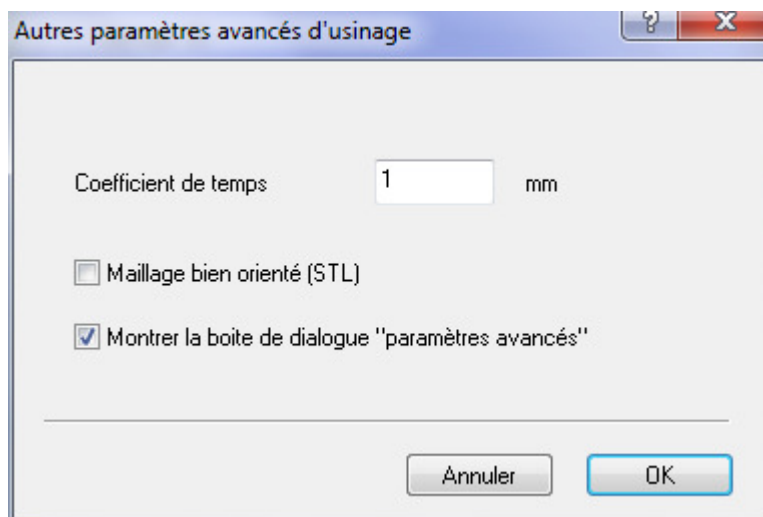 Autres paramètres avancés d'usinage
Coefficient de temps 1 mm
Maillage bien orienté (STL)
Montrer la boite de dialogue "paramètres avancés"
Annuler OK